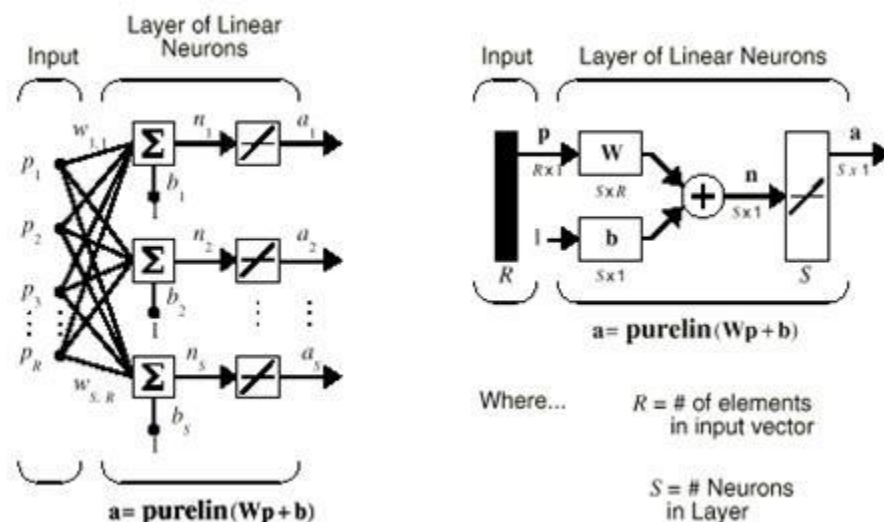 Input
Layer of Linear
Neurons
w1,1
n1
a1
p1
Σ
b1
1
p2
n2
a2
Σ
p3
b2
1
pR
nS
aS
Σ
wS, R
bS
1
a= purelin(Wp+b)
Input
Layer of Linear Neurons
p
W
a
R×1
S×R
n
S×1
+
S×1
1
b
R
S×1
S
a= purelin(Wp+b)
Where...
R = # of elements
in input vector
S = # Neurons
in Layer